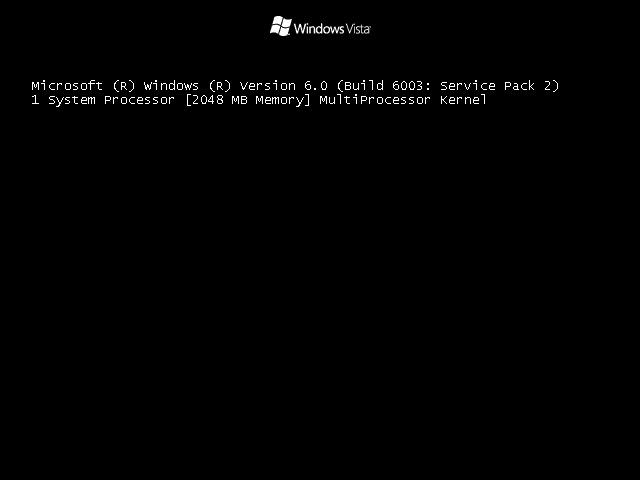 Windows Vista
Microsoft (R) Windows (R) Version 6.0 (Build 6003: Service Pack 2)
1 System Processor [2048 MB Memory] MultiProcessor Kernel